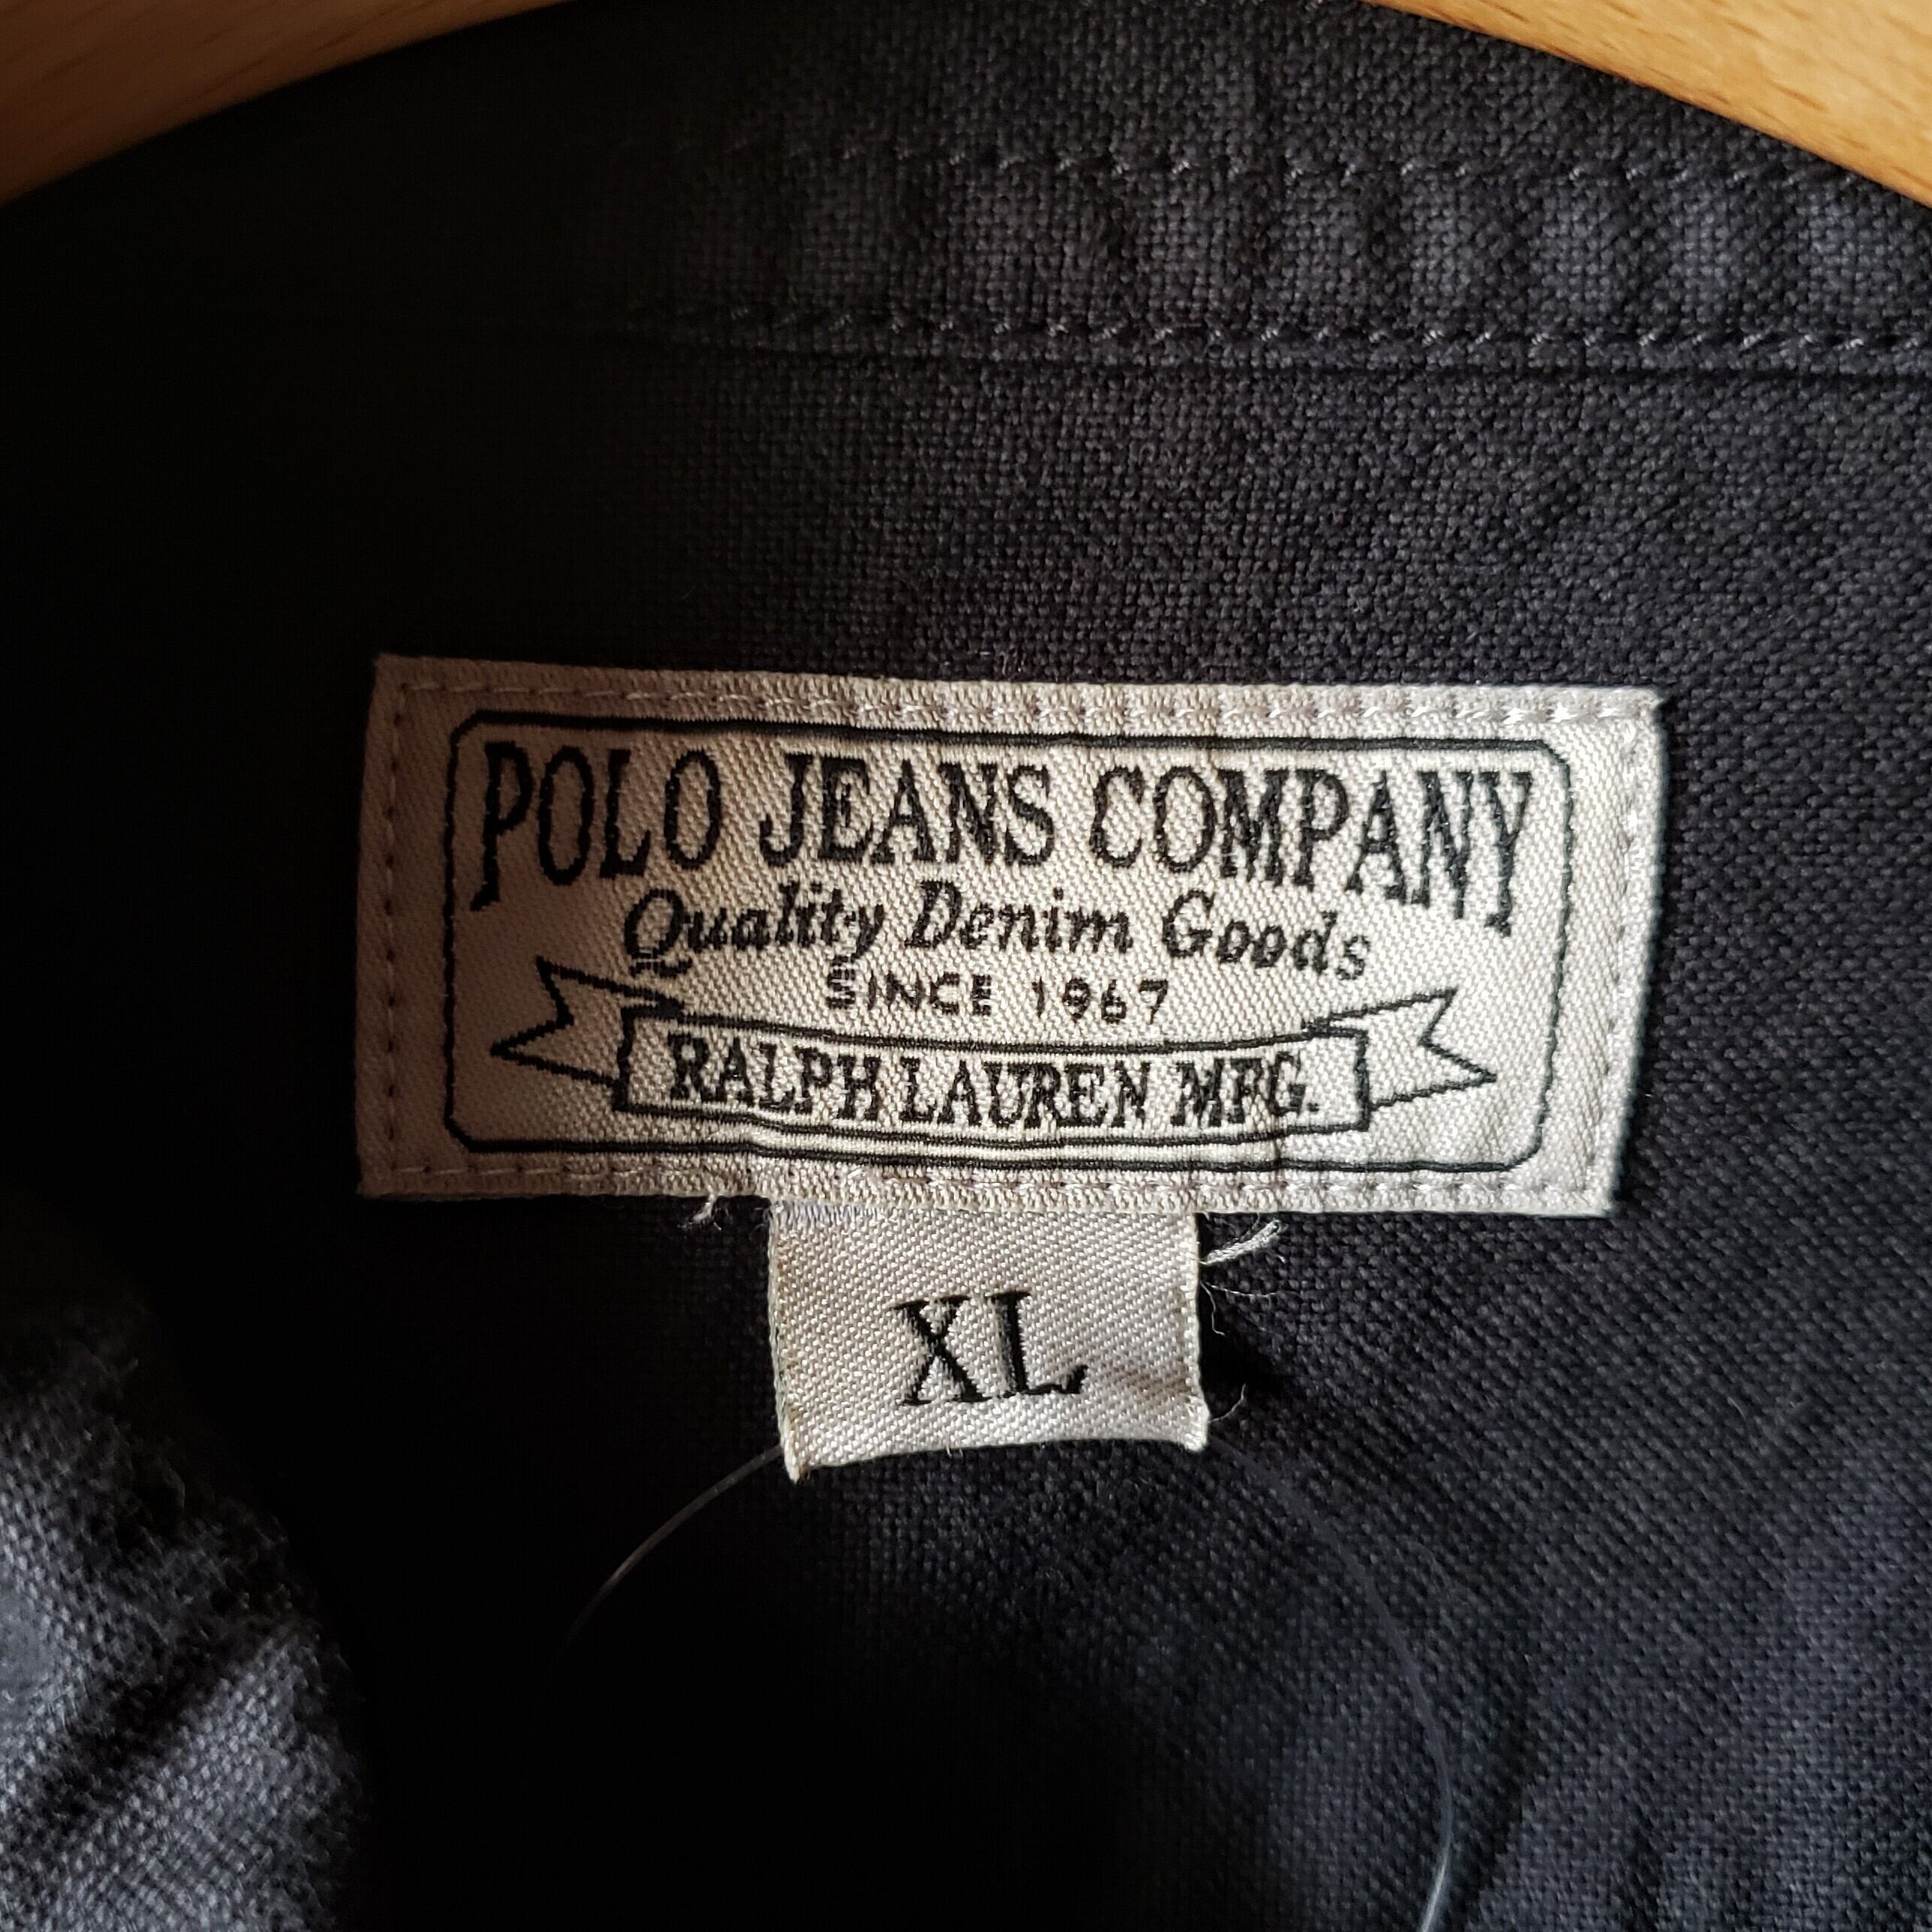 POLO JEANS COMPANY
Quality Denim Goods
SINCE 1967
RALPH LAUREN MFG.
XL